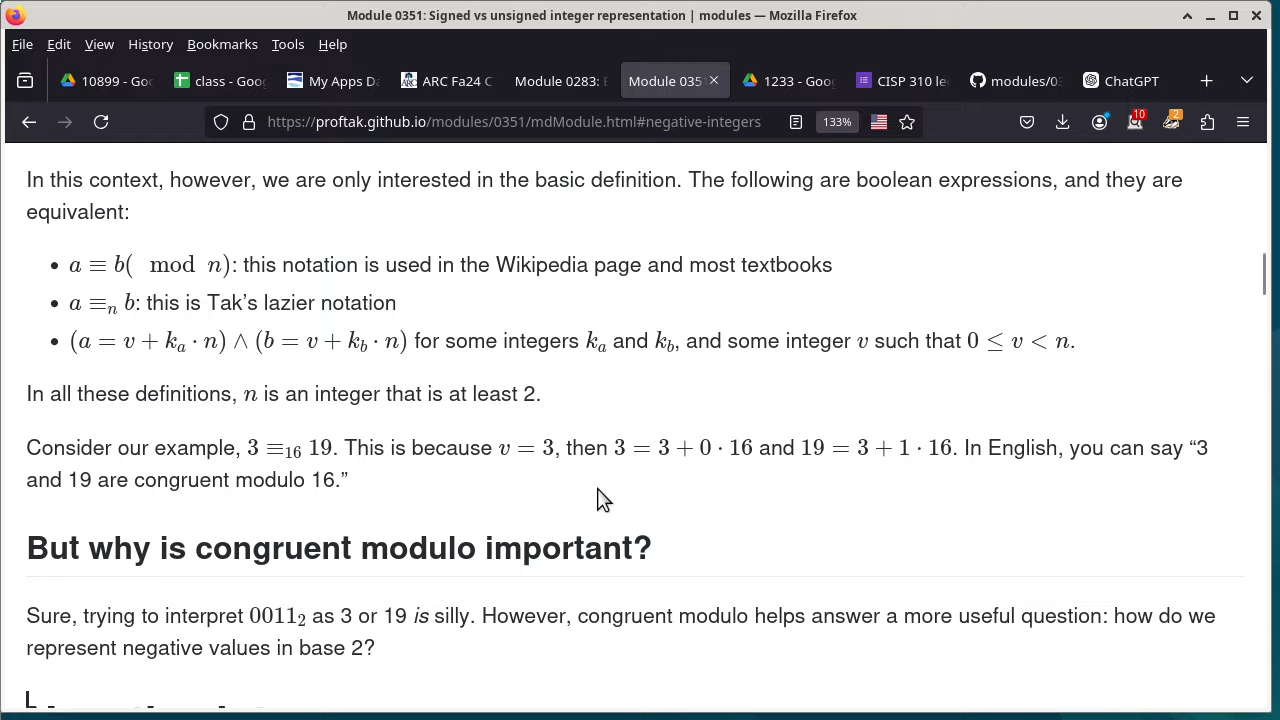 Module 0351: Signed vs unsigned integer representation | modules — Mozilla Firefox
File Edit View History Bookmarks Tools Help
10899 - Goo class - Goog My Apps Da ARC Fa24 C Module 0283: B Module 035 1233 - Goog CISP 310 le modules/03 ChatGPT
https://proftak.github.io/modules/0351/mdModule.html#negative-integers 133% 10 2
In this context, however, we are only interested in the basic definition. The following are boolean expressions, and they are
equivalent:
• a ≡ b( mod n): this notation is used in the Wikipedia page and most textbooks
• a ≡ₙ b: this is Tak's lazier notation
• (a = v + kₐ · n) ∧ (b = v + k_b · n) for some integers kₐ and k_b, and some integer v such that 0 ≤ v < n.
In all these definitions, n is an integer that is at least 2.
Consider our example, 3 ≡₁₆ 19. This is because v = 3, then 3 = 3 + 0 · 16 and 19 = 3 + 1 · 16. In English, you can say “3
and 19 are congruent modulo 16.”
But why is congruent modulo important?
Sure, trying to interpret 0011₂ as 3 or 19 is silly. However, congruent modulo helps answer a more useful question: how do we
represent negative values in base 2?